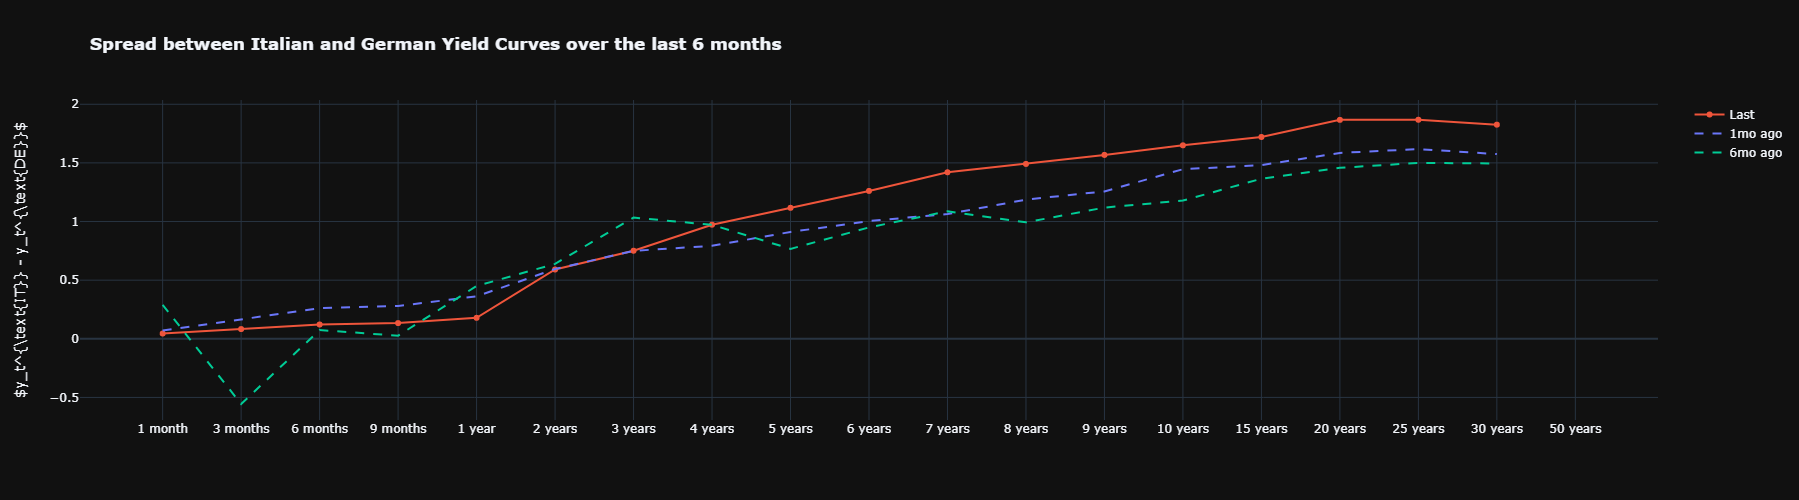 Spread between Italian and German Yield Curves over the last 6 months
$y_t^{\text{IT}} - y_t^{\text{DE}}$
2
1.5
1
0.5
0
−0.5
1 month 3 months 6 months 9 months 1 year 2 years 3 years 4 years 5 years 6 years 7 years 8 years 9 years 10 years 15 years 20 years 25 years 30 years 50 years
Last
1mo ago
6mo ago